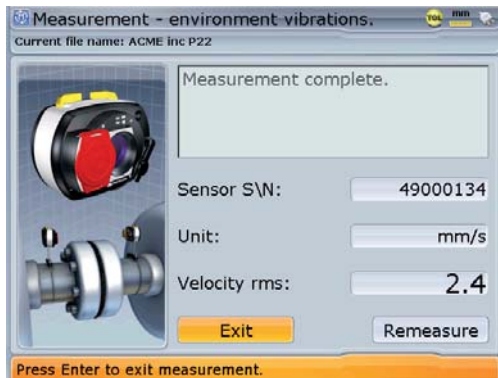 Measurement - environment vibrations.
TOL mm
Current file name: ACME inc P22
Measurement complete.
Sensor S\N: 49000134
Unit: mm/s
Velocity rms: 2.4
Exit Remeasure
Press Enter to exit measurement.